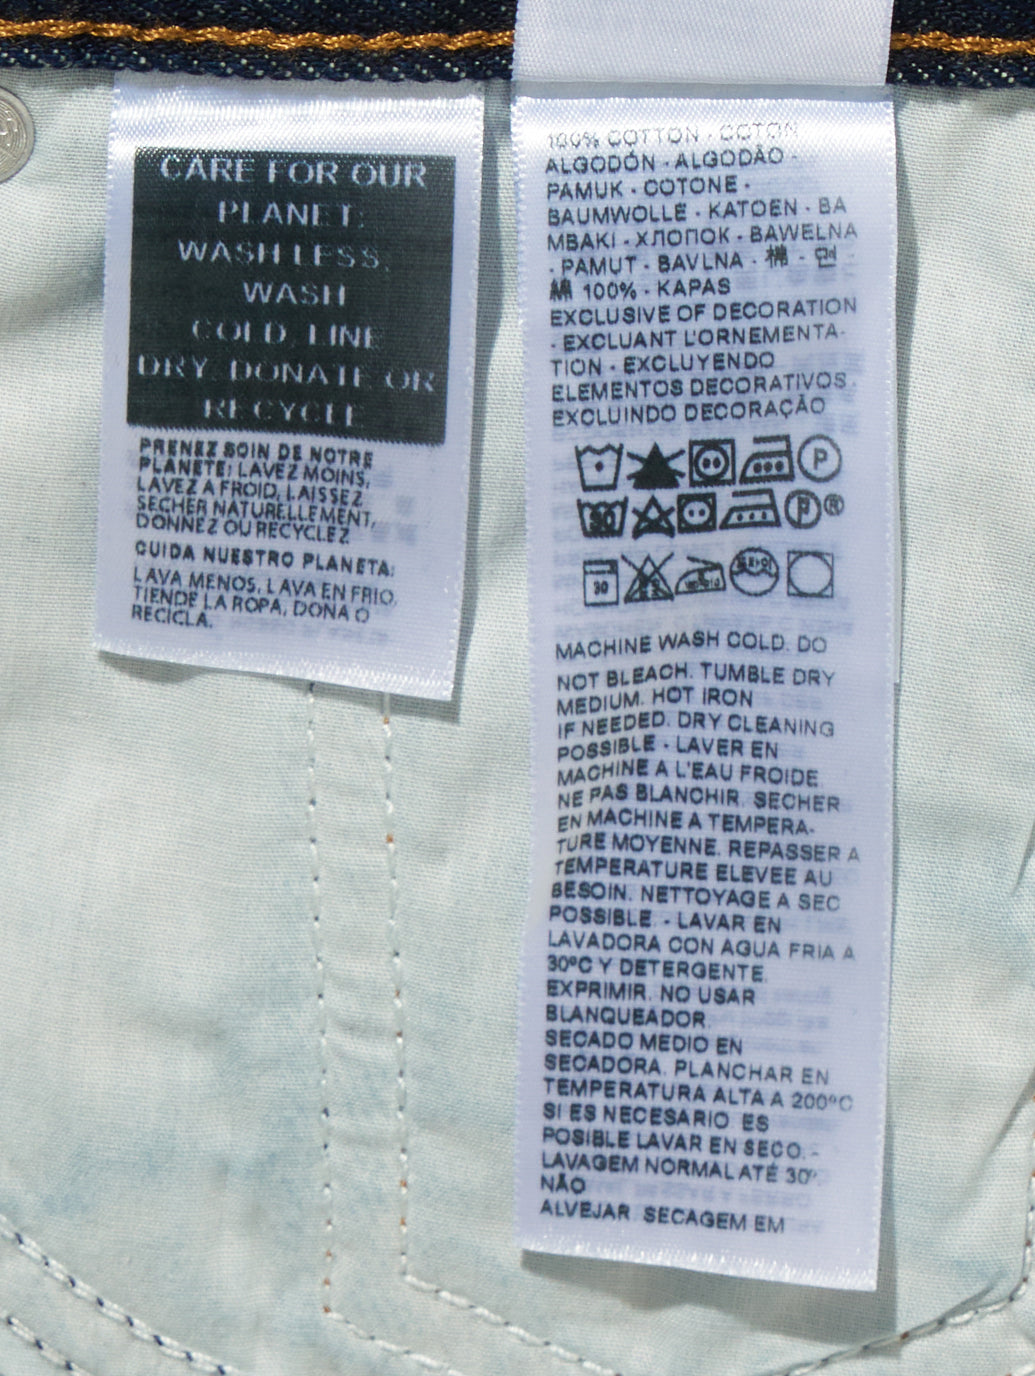 CARE FOR OUR
PLANET:
WASH LESS,
WASH
COLD, LINE
DRY, DONATE OR
RECYCLE
PRENEZ SOIN DE NOTRE
PLANETE: LAVEZ MOINS,
LAVEZ A FROID, LAISSEZ
SECHER NATURELLEMENT,
DONNEZ OU RECYCLEZ
CUIDA NUESTRO PLANETA:
LAVA MENOS, LAVA EN FRIO,
TIENDE LA ROPA, DONA O
RECICLA.
100% COTTON - COTON
ALGODÓN - ALGODÃO -
PAMUK - COTONE -
BAUMWOLLE - KATOEN - BA
MBAKI - ХЛОПОК - BAWEŁNA
- PAMUT - BAVLNA - 棉 - 면
綿 100% - KAPAS
EXCLUSIVE OF DECORATION
- EXCLUANT L'ORNEMENTA-
TION - EXCLUYENDO
ELEMENTOS DECORATIVOS -
EXCLUINDO DECORAÇÃO
P
30 P ®
30
MACHINE WASH COLD. DO
NOT BLEACH. TUMBLE DRY
MEDIUM. HOT IRON
IF NEEDED. DRY CLEANING
POSSIBLE - LAVER EN
MACHINE A L'EAU FROIDE.
NE PAS BLANCHIR. SECHER
EN MACHINE A TEMPERA-
TURE MOYENNE. REPASSER A
TEMPERATURE ELEVEE AU
BESOIN. NETTOYAGE A SEC
POSSIBLE. - LAVAR EN
LAVADORA CON AGUA FRIA A
30ºC Y DETERGENTE.
EXPRIMIR. NO USAR
BLANQUEADOR.
SECADO MEDIO EN
SECADORA. PLANCHAR EN
TEMPERATURA ALTA A 200ºC
SI ES NECESARIO. ES
POSIBLE LAVAR EN SECO. -
LAVAGEM NORMAL ATÉ 30º.
NÃO
ALVEJAR. SECAGEM EM